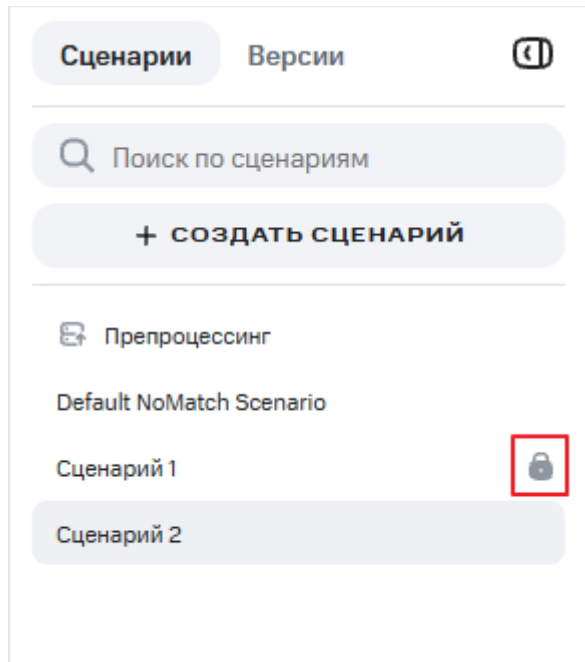 Сценарии Версии
Поиск по сценариям
+ СОЗДАТЬ СЦЕНАРИЙ
Препроцессинг
Default NoMatch Scenario
Сценарий 1
Сценарий 2